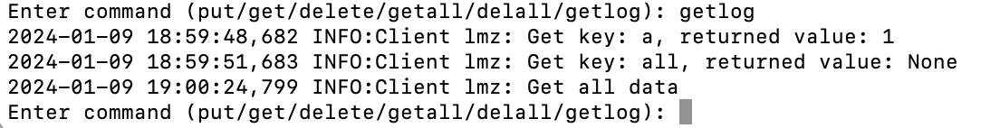 Enter command (put/get/delete/getall/delall/getlog): getlog
2024-01-09 18:59:48,682 INFO:Client lmz: Get key: a, returned value: 1
2024-01-09 18:59:51,683 INFO:Client lmz: Get key: all, returned value: None
2024-01-09 19:00:24,799 INFO:Client lmz: Get all data
Enter command (put/get/delete/getall/delall/getlog):